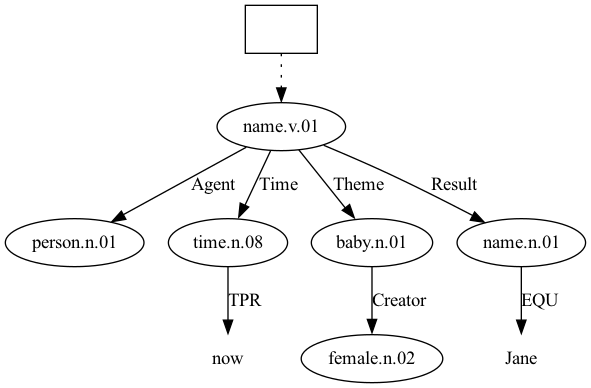 name.v.01
Agent Time Theme Result
person.n.01 time.n.08 baby.n.01 name.n.01
TPR Creator EQU
now female.n.02 Jane